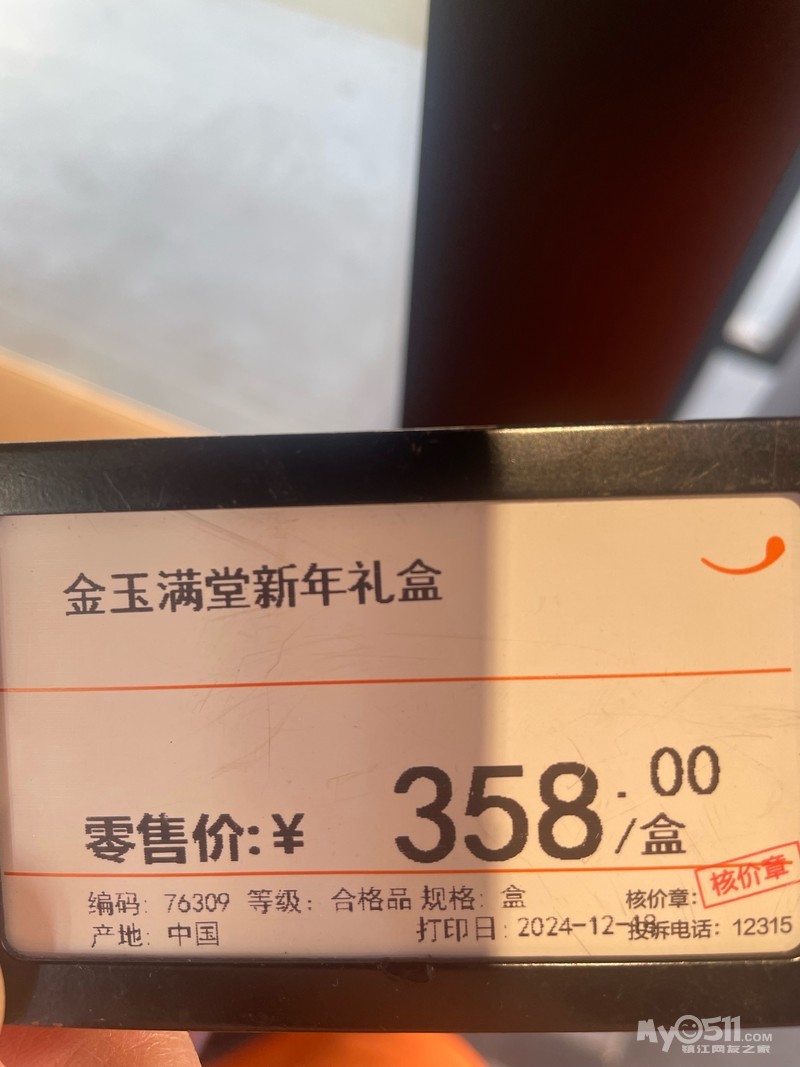 金玉满堂新年礼盒
零售价:¥ 358.00/盒
编码: 76309 等级: 合格品 规格: 盒 核价章: 核价章
产地: 中国 打印日: 2024-12-18 投诉电话: 12315
My0511.COM
镇江网友之家